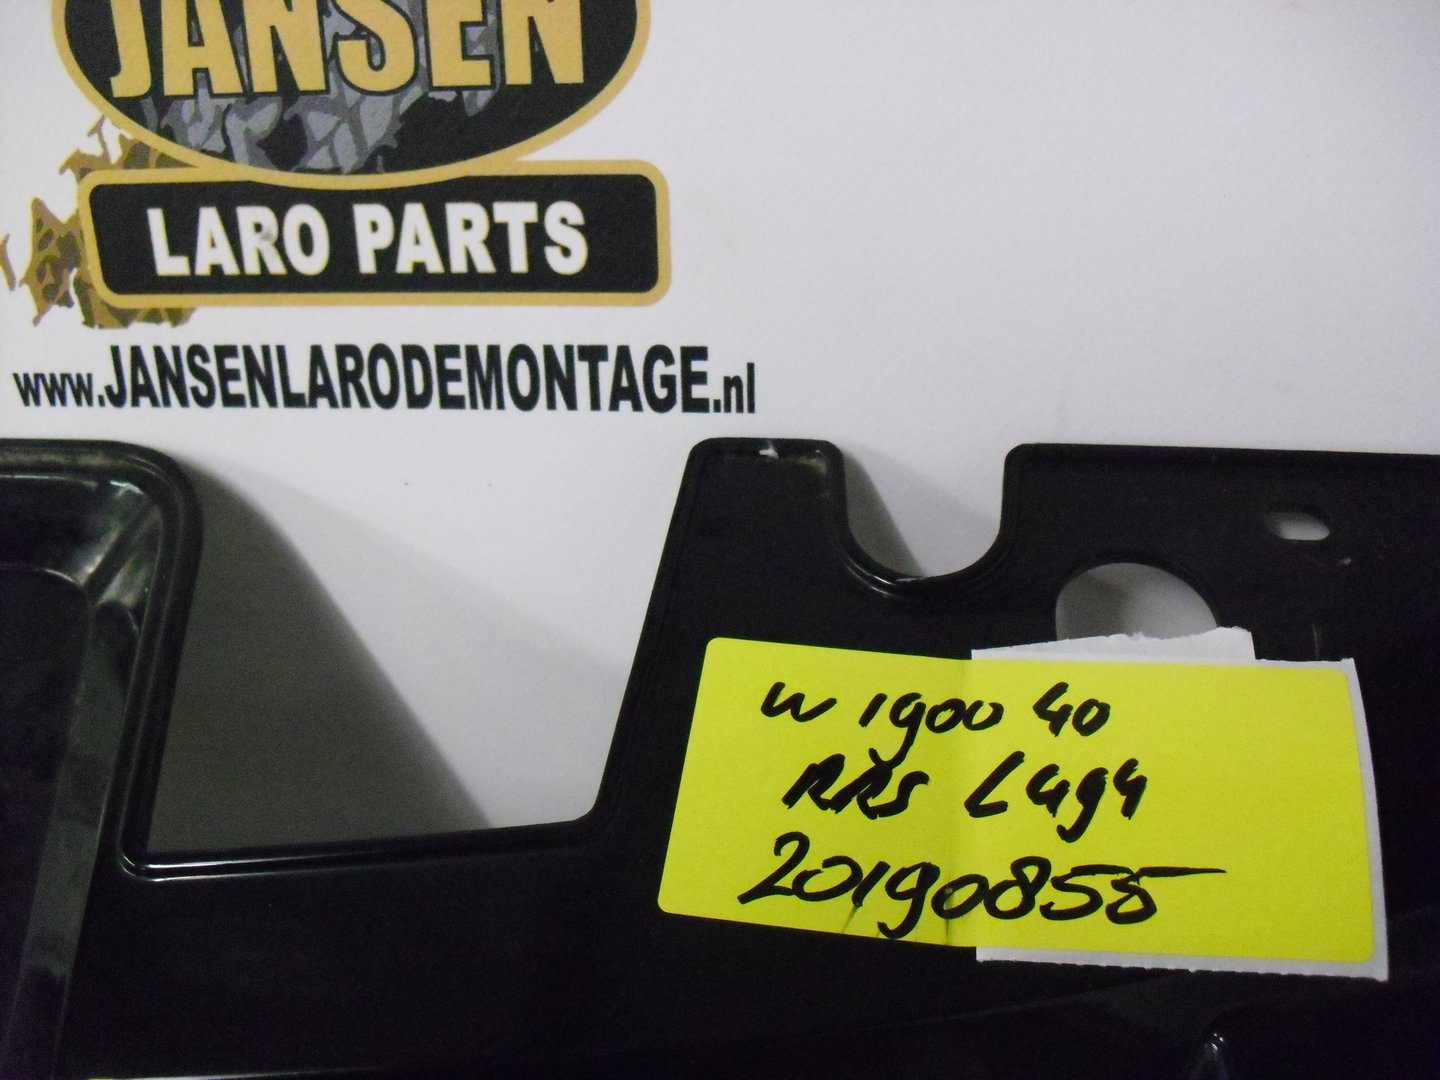 JANSEN
LARO PARTS
www.JANSENLARODEMONTAGE.nl
W 1900 40
RRS L494
20190855